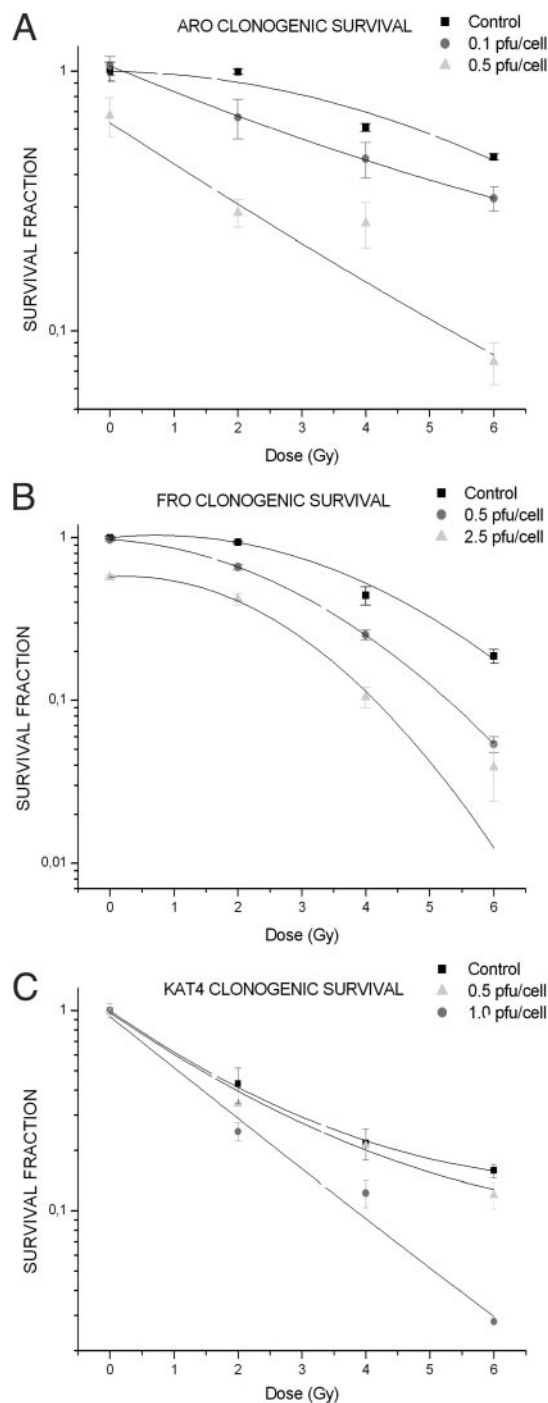 A
ARO CLONOGENIC SURVIVAL
Control
0.1 pfu/cell
0.5 pfu/cell
SURVIVAL FRACTION
1
0,1
0 1 2 3 4 5 6
Dose (Gy)
B
FRO CLONOGENIC SURVIVAL
Control
0.5 pfu/cell
2.5 pfu/cell
SURVIVAL FRACTION
1
0,1
0,01
0 1 2 3 4 5 6
Dose (Gy)
C
KAT4 CLONOGENIC SURVIVAL
Control
0.5 pfu/cell
1.0 pfu/cell
SURVIVAL FRACTION
1
0,1
0 1 2 3 4 5 6
Dose (Gy)